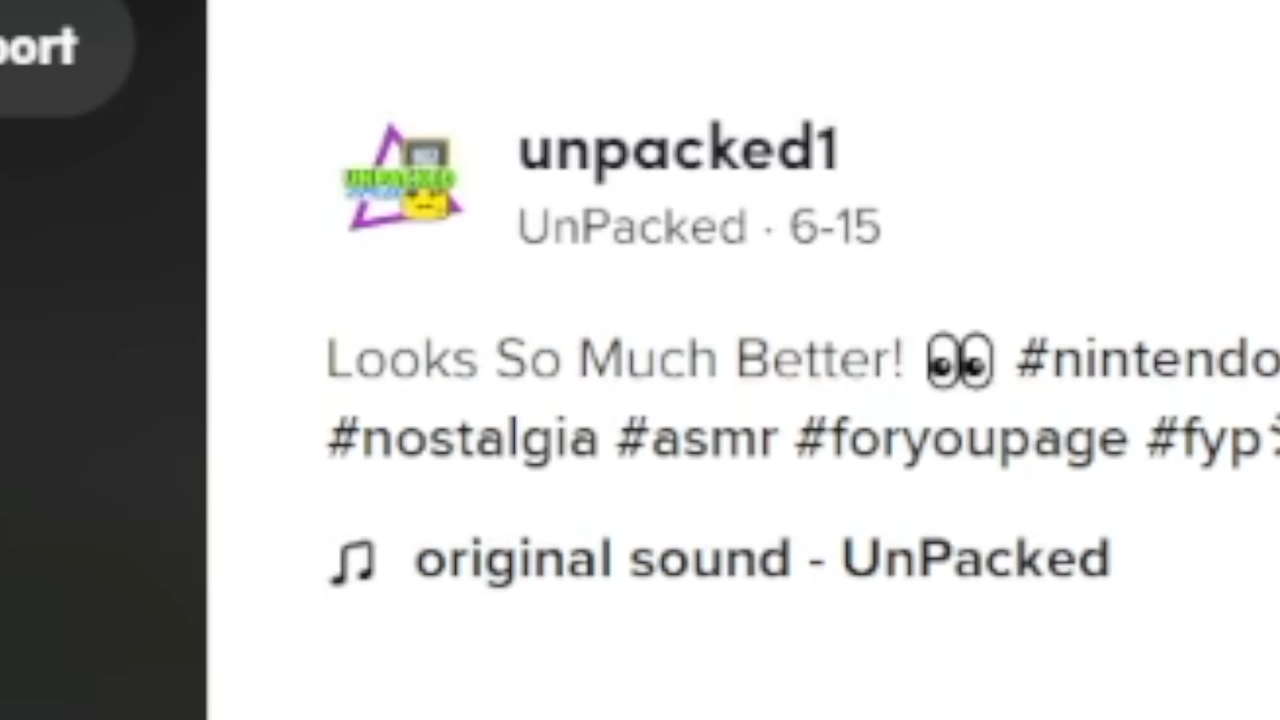 port
unpacked1
UnPacked · 6-15
Looks So Much Better! 👀 #nintendo
#nostalgia #asmr #foryoupage #fyp
original sound - UnPacked